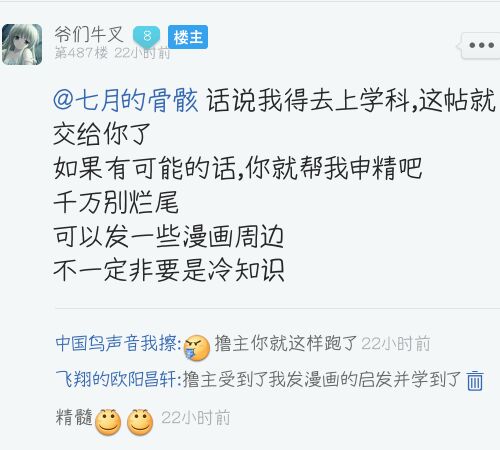 爷们牛叉 8 楼主
第487楼 22小时前
@七月的骨骸 话说我得去上学科,这帖就
交给你了
如果有可能的话,你就帮我申精吧
千万别烂尾
可以发一些漫画周边
不一定非要是冷知识
中国鸟声音我擦:撸主你就这样跑了 22小时前
飞翔的欧阳昌轩:撸主受到了我发漫画的启发并学到了
精髓 22小时前